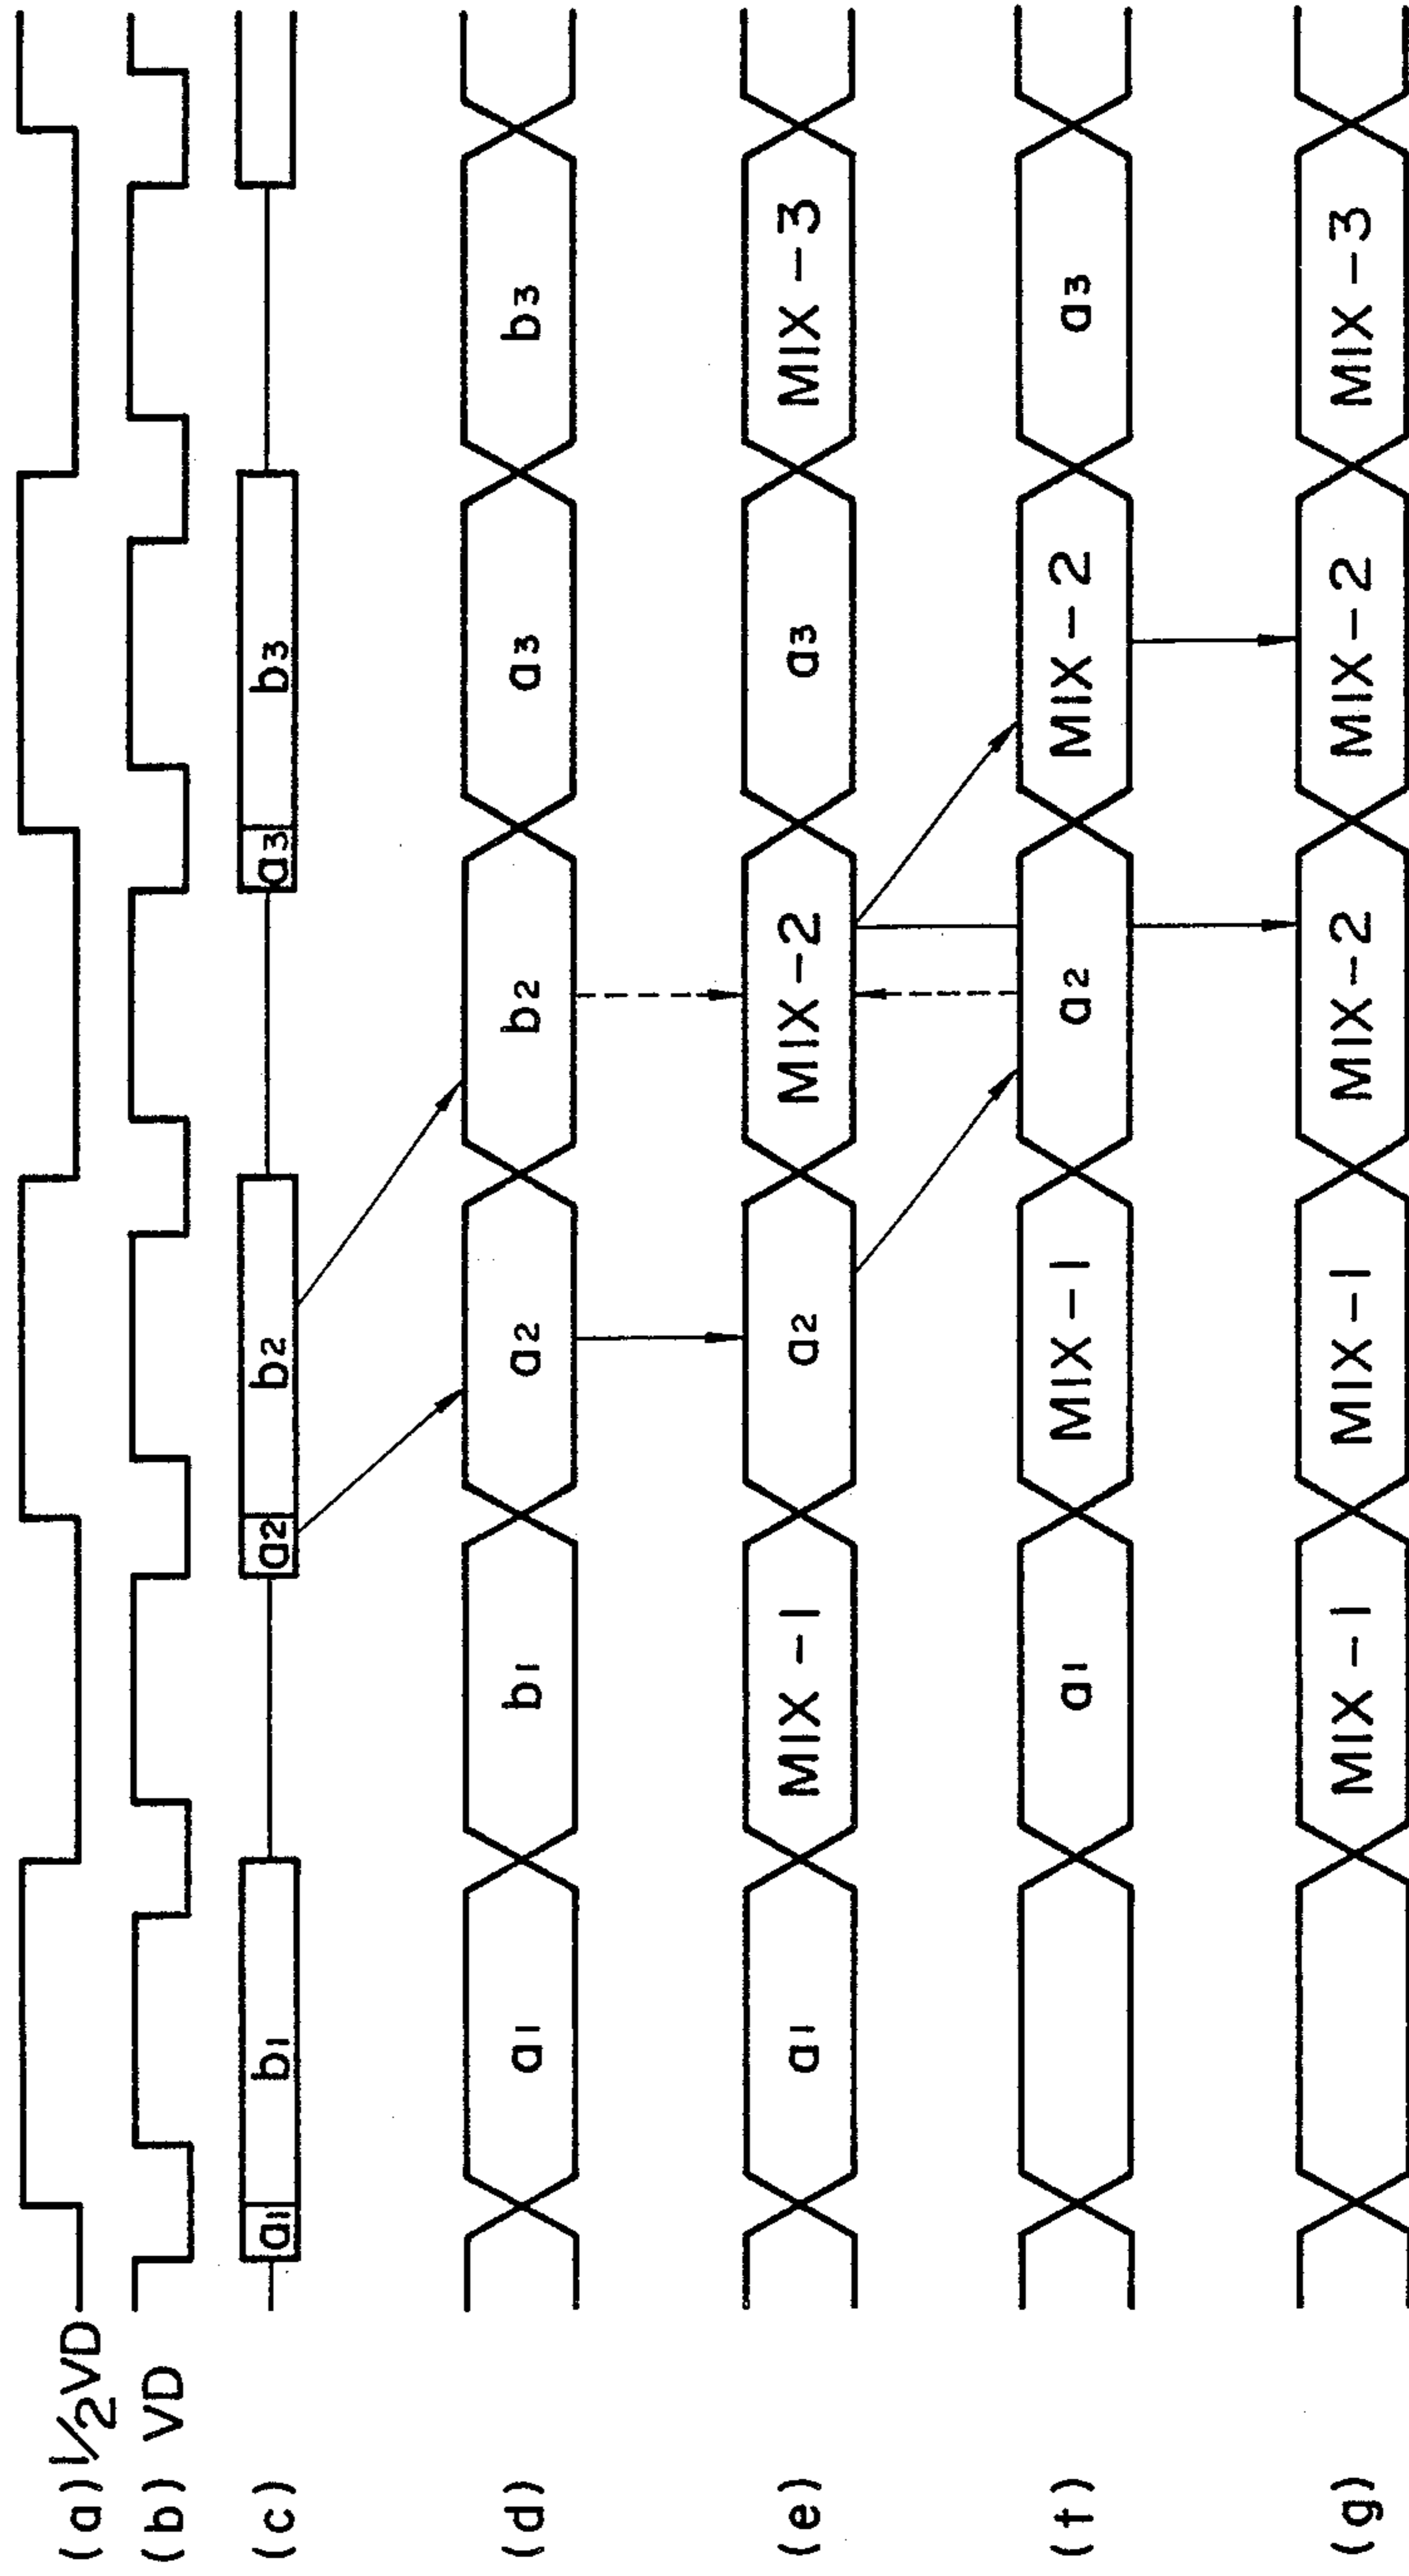 (a) 1/2 VD
(b) VD
(c) a1 b1 a2 b2 a3 b3
(d) a1 b1 a2 b2 a3 b3
(e) a1 MIX-1 a2 MIX-2 a3 MIX-3
(f) a1 MIX-1 a2 MIX-2 a3
(g) MIX-1 MIX-1 MIX-2 MIX-2 MIX-3